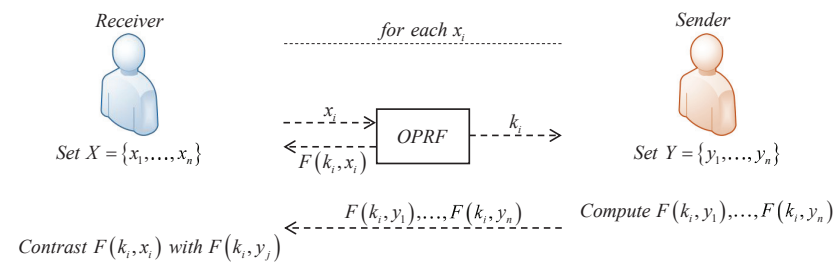 Receiver
for each x_i
Sender
x_i
OPRF
k_i
F(k_i, x_i)
Set X = {x_1,…,x_n}
Set Y = {y_1,…,y_n}
F(k_i, y_1),…, F(k_i, y_n)
Compute F(k_i, y_1),…, F(k_i, y_n)
Contrast F(k_i, x_i) with F(k_i, y_j)